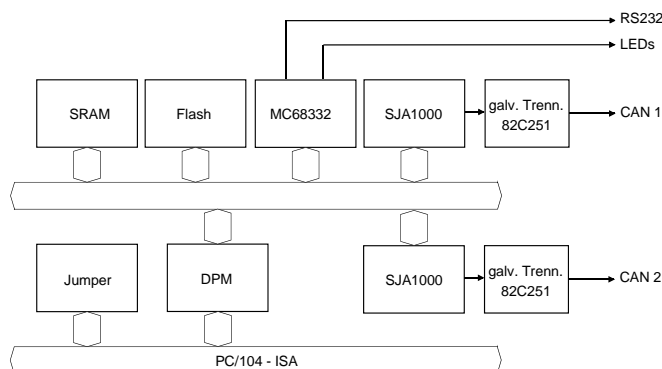 RS232
LEDs
SRAM
Flash
MC68332
SJA1000
galv. Trenn.
82C251
CAN 1
Jumper
DPM
SJA1000
galv. Trenn.
82C251
CAN 2
PC/104 - ISA